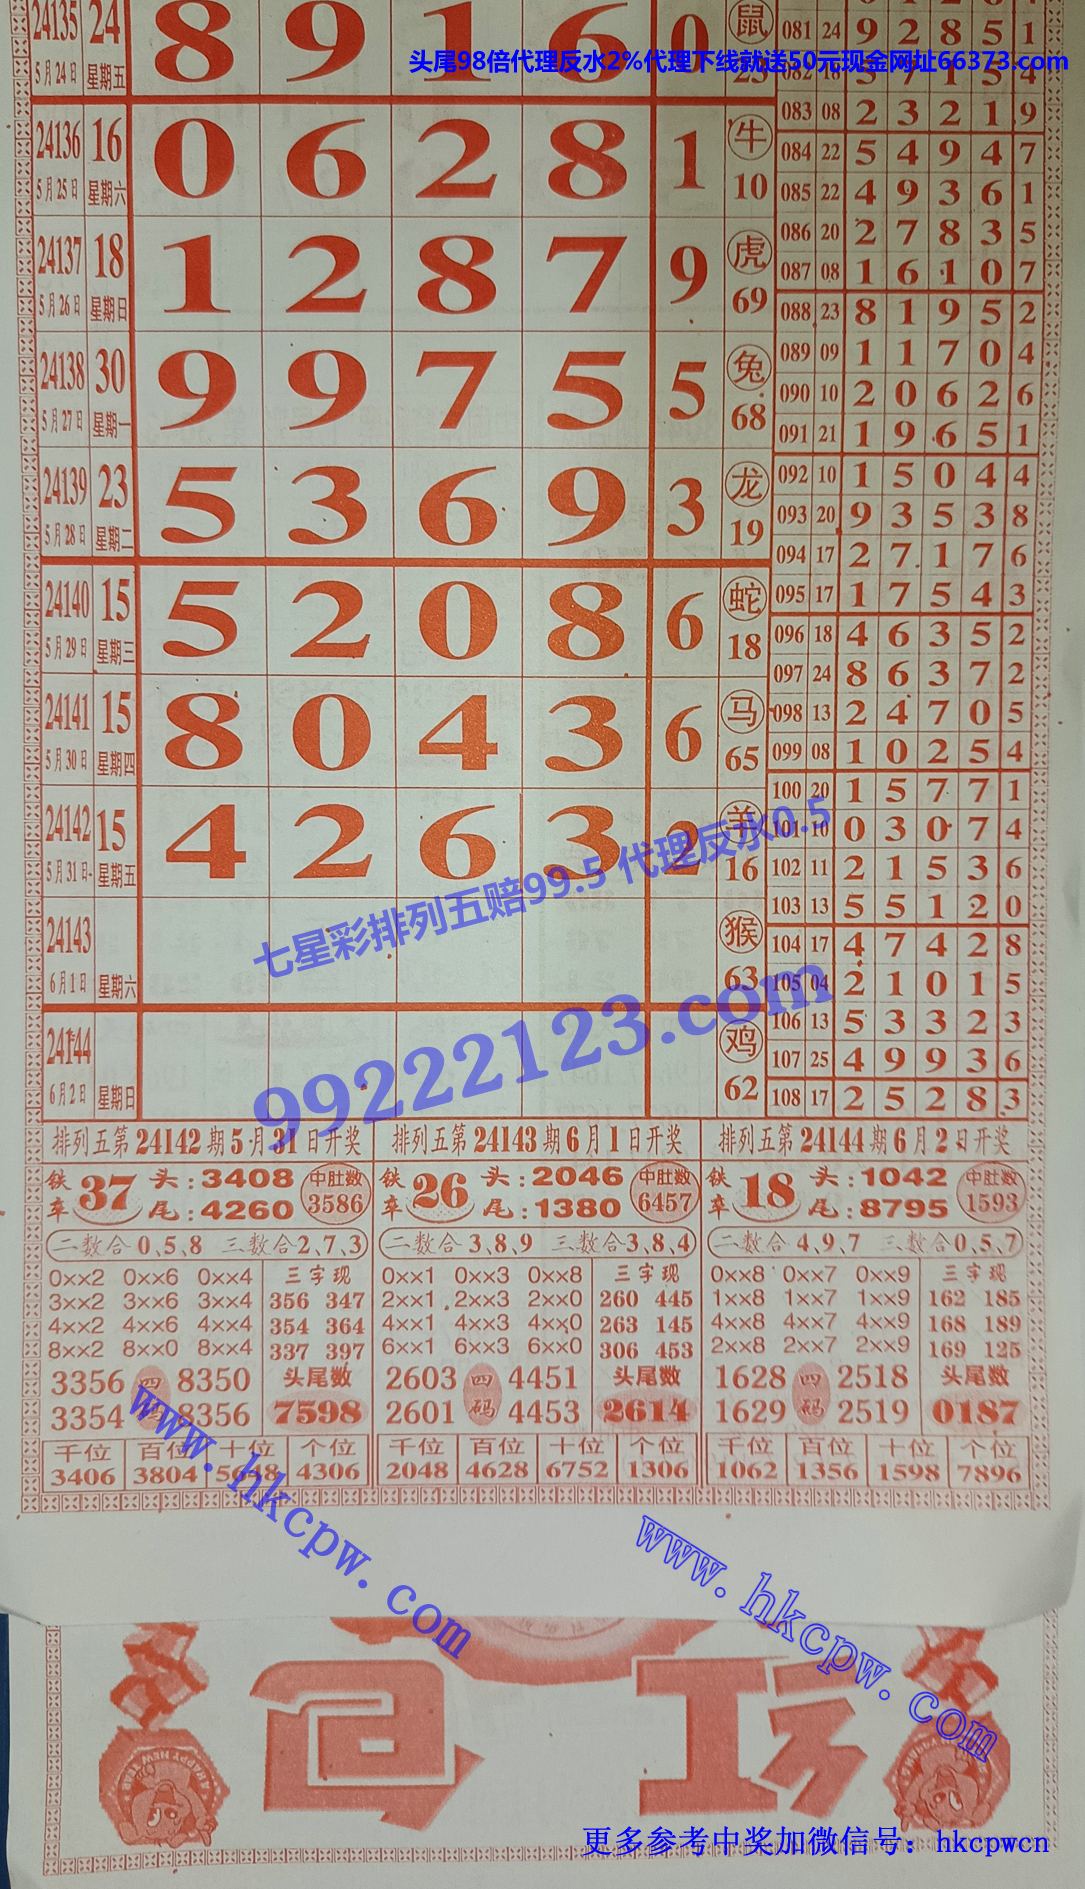 24135 24 8 9 1 6 0 鼠
5月24日 星期五
头尾98倍代理反水2%代理下线就送50元现金网址66373.com
24136 16 0 6 2 8 1 牛
5月25日 星期六 10
24137 18 1 2 8 7 9 虎
5月26日 星期日 69
24138 30 9 9 7 5 5 兔
5月27日 星期一 68
24139 23 5 3 6 9 3 龙
5月28日 星期二 19
24140 15 5 2 0 8 6 蛇
5月29日 星期三 18
24141 15 8 0 4 3 6 马
5月30日 星期四 65
24142 15 4 2 6 3 2 羊
5月31日 星期五 16
24143 猴
6月1日 星期六 63
24144 鸡
6月2日 星期日 62
081 24 9 2 8 5 1
082 18 5 7 1 5 4
083 08 2 3 2 1 9
084 22 5 4 9 4 7
085 22 4 9 3 6 1
086 20 2 7 8 3 5
087 08 1 6 1 0 7
088 23 8 1 9 5 2
089 09 1 1 7 0 4
090 10 2 0 6 2 6
091 21 1 9 6 5 1
092 10 1 5 0 4 4
093 20 9 3 5 3 8
094 17 2 7 1 7 6
095 17 1 7 5 4 3
096 18 4 6 3 5 2
097 24 8 6 3 7 2
098 13 2 4 7 0 5
099 08 1 0 2 5 4
100 20 1 5 7 7 1
101 10 0 3 0 7 4
102 11 2 1 5 3 6
103 13 5 5 1 2 0
104 17 4 7 4 2 8
105 04 2 1 0 1 5
106 13 5 3 3 2 3
107 25 4 9 9 3 6
108 17 2 5 2 8 3
七星彩排列五赔99.5 代理反水0.5
99222123.com
排列五第24142期5月31日开奖
铁车 37 头:3408 中肚数
尾:4260 3586
二数合0、5、8 三数合2、7、3
0××2 0××6 0××4 三字现
3××2 3××6 3××4 356 347
4××2 4××6 4××4 354 364
8××2 8××0 8××4 337 397
3356 四 8350 头尾数
3354 8356 7598
千位 百位 十位 个位
3406 3804 5648 4306
排列五第24143期6月1日开奖
铁车 26 头:2046 中肚数
尾:1380 6457
二数合3、8、9 三数合3、8、4
0××1 0××3 0××8 三字现
2××1 2××3 2××0 260 445
4××1 4××3 4××0 263 145
6××1 6××3 6××0 306 453
2603 四 4451 头尾数
2601 码 4453 2614
千位 百位 十位 个位
2048 4628 6752 1306
排列五第24144期6月2日开奖
铁车 18 头:1042 中肚数
尾:8795 1593
二数合4、9、7 三数合0、5、7
0××8 0××7 0××9 三字现
1××8 1××7 1××9 162 185
4××8 4××7 4××9 168 189
2××8 2××7 2××9 169 125
1628 四 2518 头尾数
1629 码 2519 0187
千位 百位 十位 个位
1062 1356 1598 7896
www.hkcpw.com
www.hkcpw.com
红包
更多参考中奖加微信号: hkcpwcn